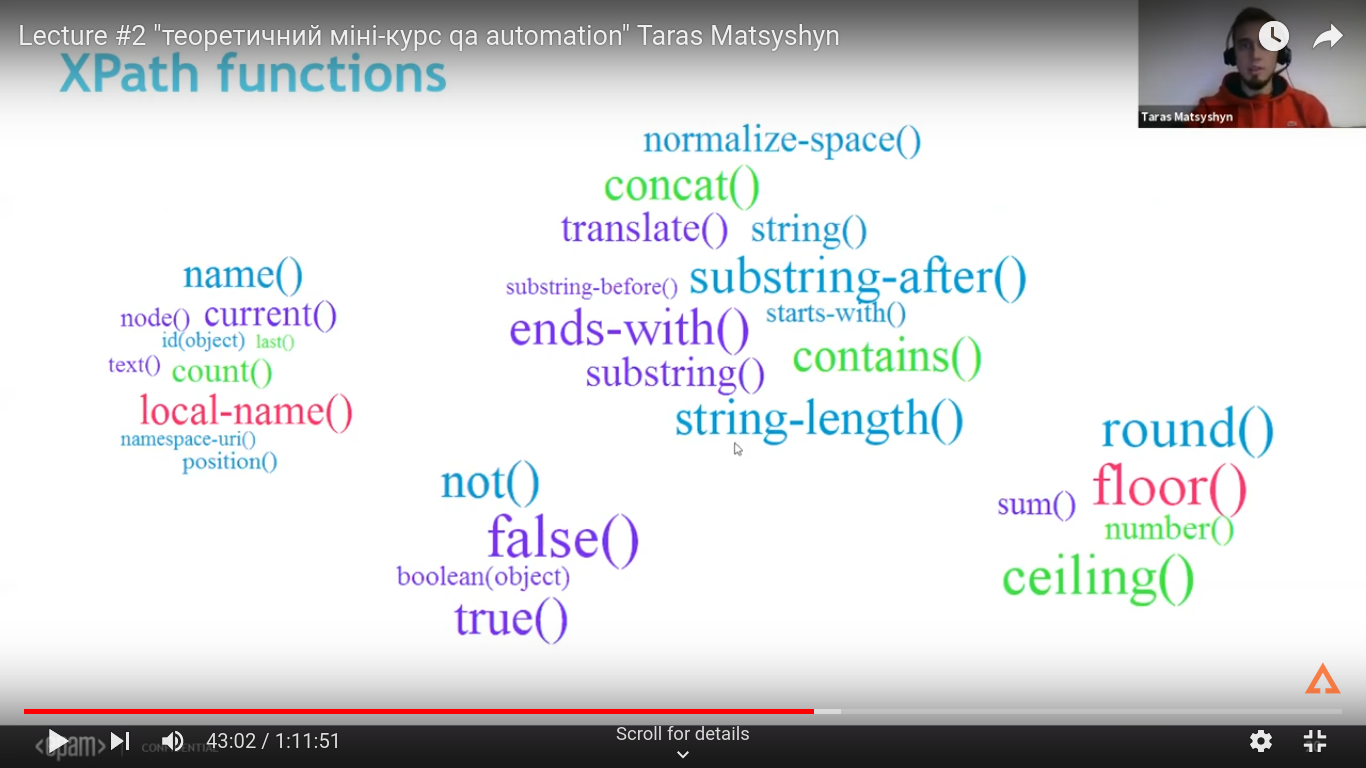 Lecture #2 "теоретичний міні-курс qa automation" Taras Matsyshyn
XPath functions
Taras Matsyshyn
normalize-space()
concat()
translate() string()
substring-before() substring-after()
ends-with() starts-with()
contains()
substring()
string-length()
name()
node() current()
id(object) last()
text() count()
local-name()
namespace-uri()
position()
not()
false()
boolean(object)
true()
round()
sum() floor()
number()
ceiling()
<epam> | CONFIDENTIAL
43:02 / 1:11:51
Scroll for details